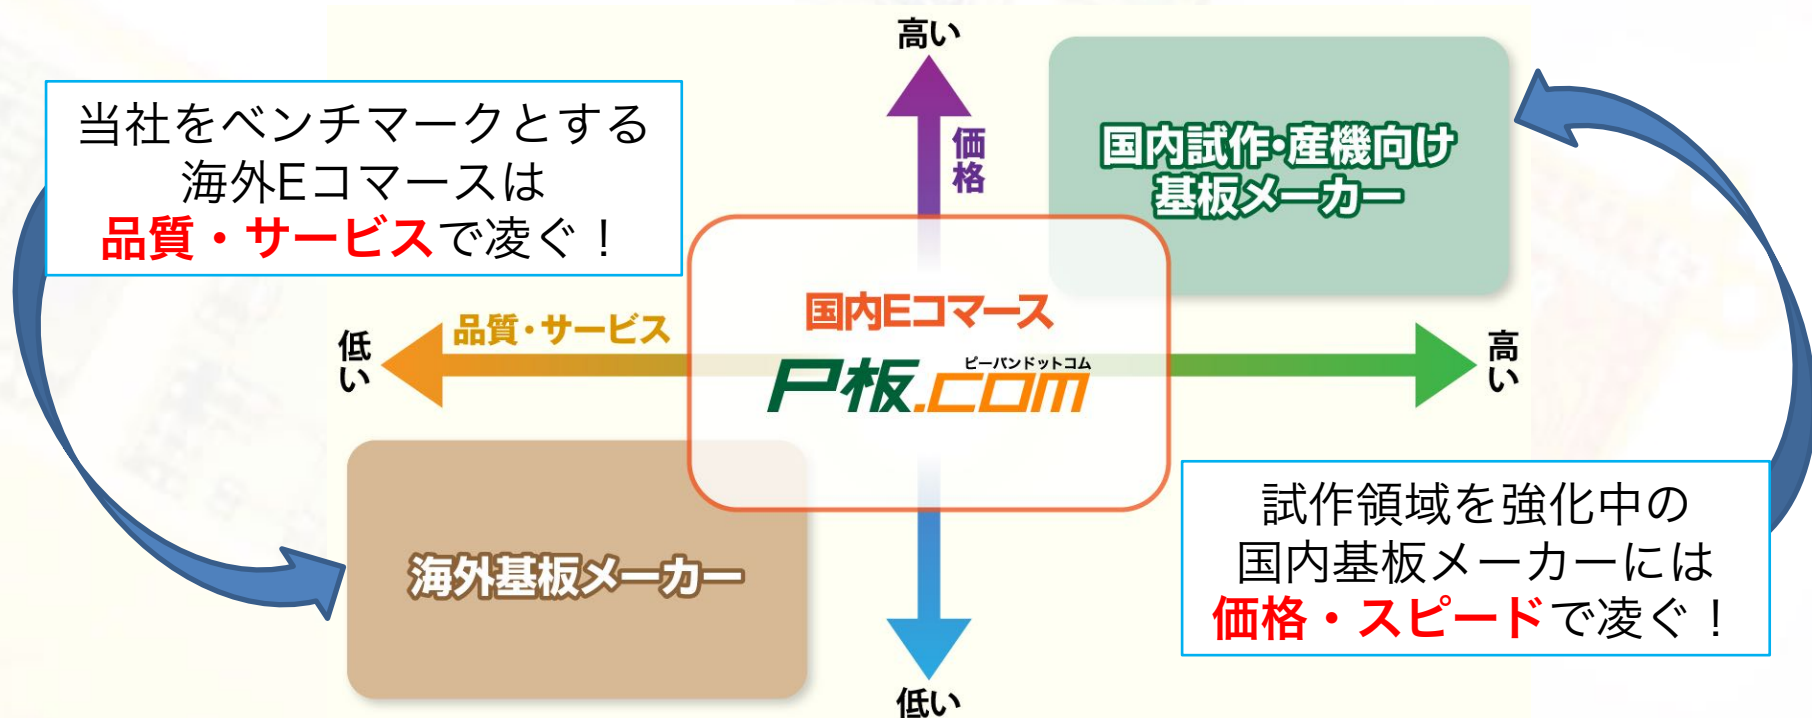 高い
当社をベンチマークとする
海外Eコマースは
品質・サービスで凌ぐ！
価格
国内試作・産機向け
基板メーカー
低い
品質・サービス
国内Eコマース
ピーバンドットコム
P板.com
高い
海外基板メーカー
試作領域を強化中の
国内基板メーカーには
価格・スピードで凌ぐ！
低い